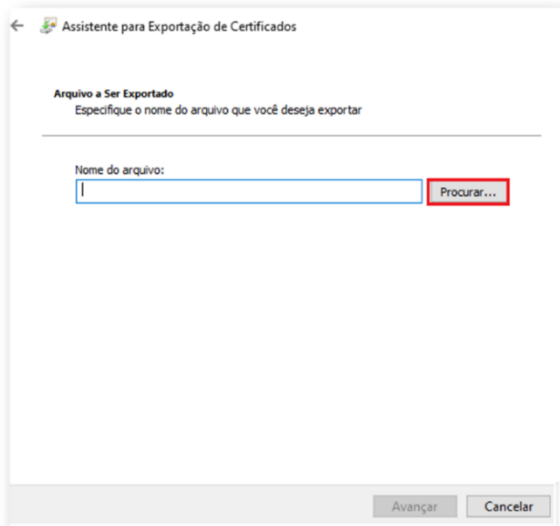 Assistente para Exportação de Certificados
Arquivo a Ser Exportado
Especifique o nome do arquivo que você deseja exportar
Nome do arquivo:
Procurar...
Avançar
Cancelar